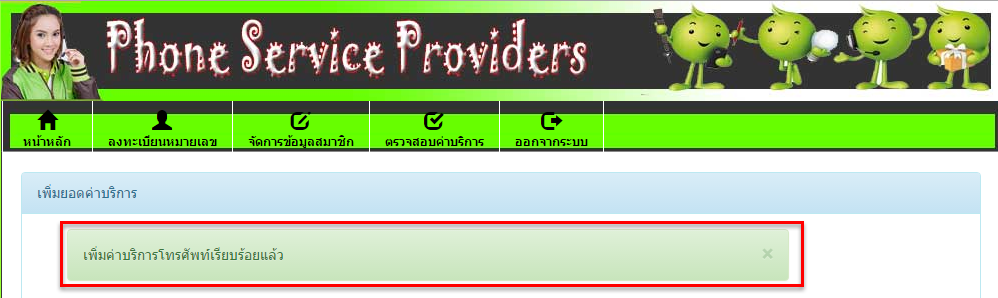 Phone Service Providers
หน้าหลัก ลงทะเบียนหมายเลข จัดการข้อมูลสมาชิก ตรวจสอบค่าบริการ ออกจากระบบ
เพิ่มยอดค่าบริการ
เพิ่มค่าบริการโทรศัพท์เรียบร้อยแล้ว ×